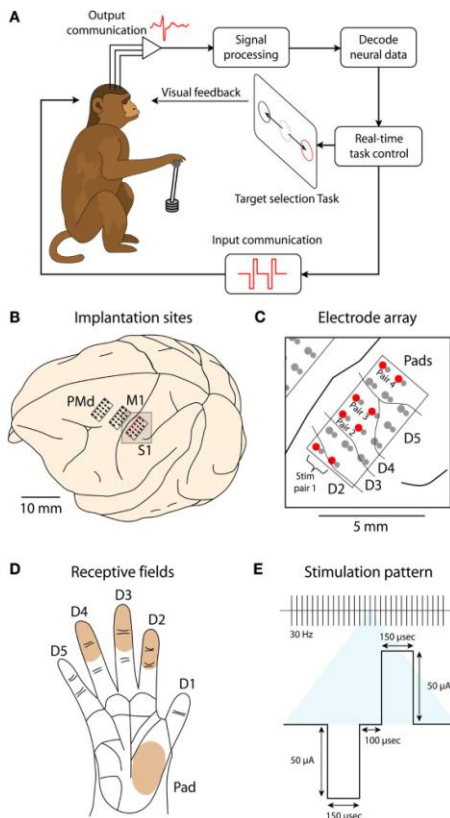 A
Output
communication
Signal
processing
Decode
neural data
Visual feedback
Real-time
task control
Target selection Task
Input communication
B Implantation sites
PMd
M1
S1
10 mm
C Electrode array
Pads
Pair 4
Pair 3
Pair 2
D5
D4
D3
D2
Stim
pair 1
5 mm
D Receptive fields
D3
D4
D2
D5
D1
Pad
E Stimulation pattern
30 Hz
150 µsec
50 µA
100 µsec
50 µA
150 µsec